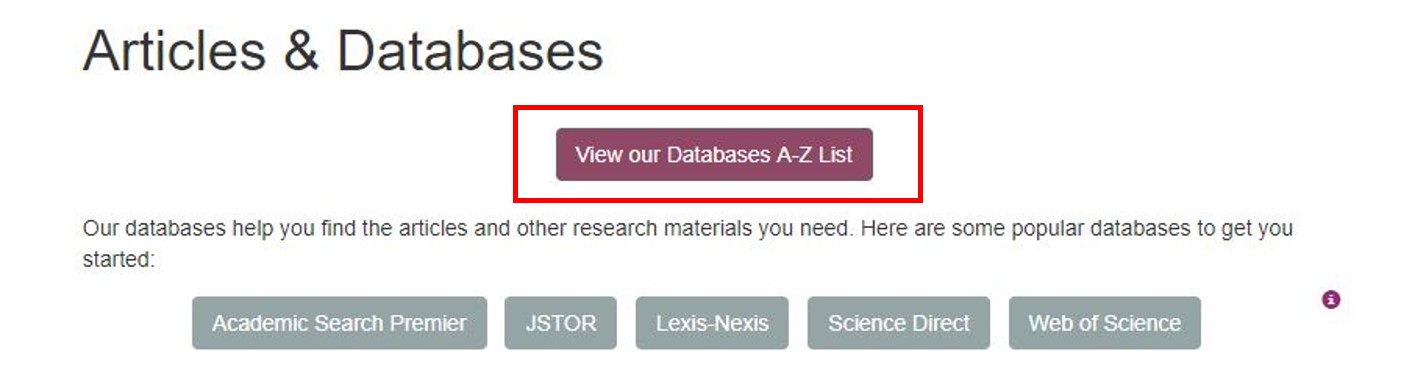 Articles & Databases
View our Databases A-Z List
Our databases help you find the articles and other research materials you need. Here are some popular databases to get you
started:
Academic Search Premier JSTOR Lexis-Nexis Science Direct Web of Science